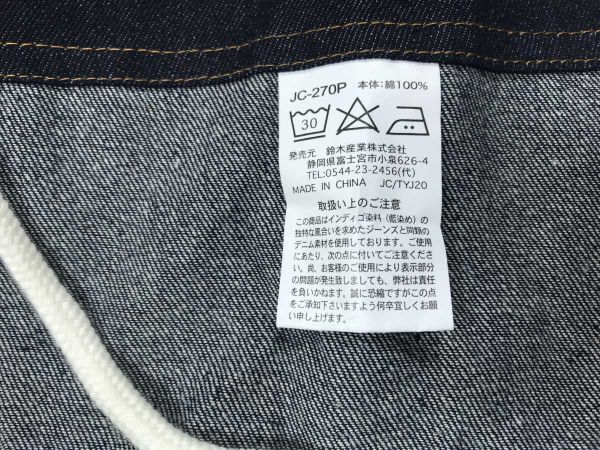 JC-270P 本体:綿100%
30
発売元 鈴木産業株式会社
静岡県富士宮市小泉626-4
TEL:0544-23-2456(代)
MADE IN CHINA JC/TYJ20
取扱い上のご注意
この商品はインディゴ染料(藍染め)の
独特な風合いを求めたジーンズと同類の
デニム素材を使用しております。ご使用
にあたり、次の点に付いてご注意くださ
い。尚、お客様のご使用により表示部分
の問題が発生致しましても、弊社は責任
を負いかねます。誠に恐縮ですがこの点
をご承知下さいますよう何卒宜しくお願
い申し上げます。